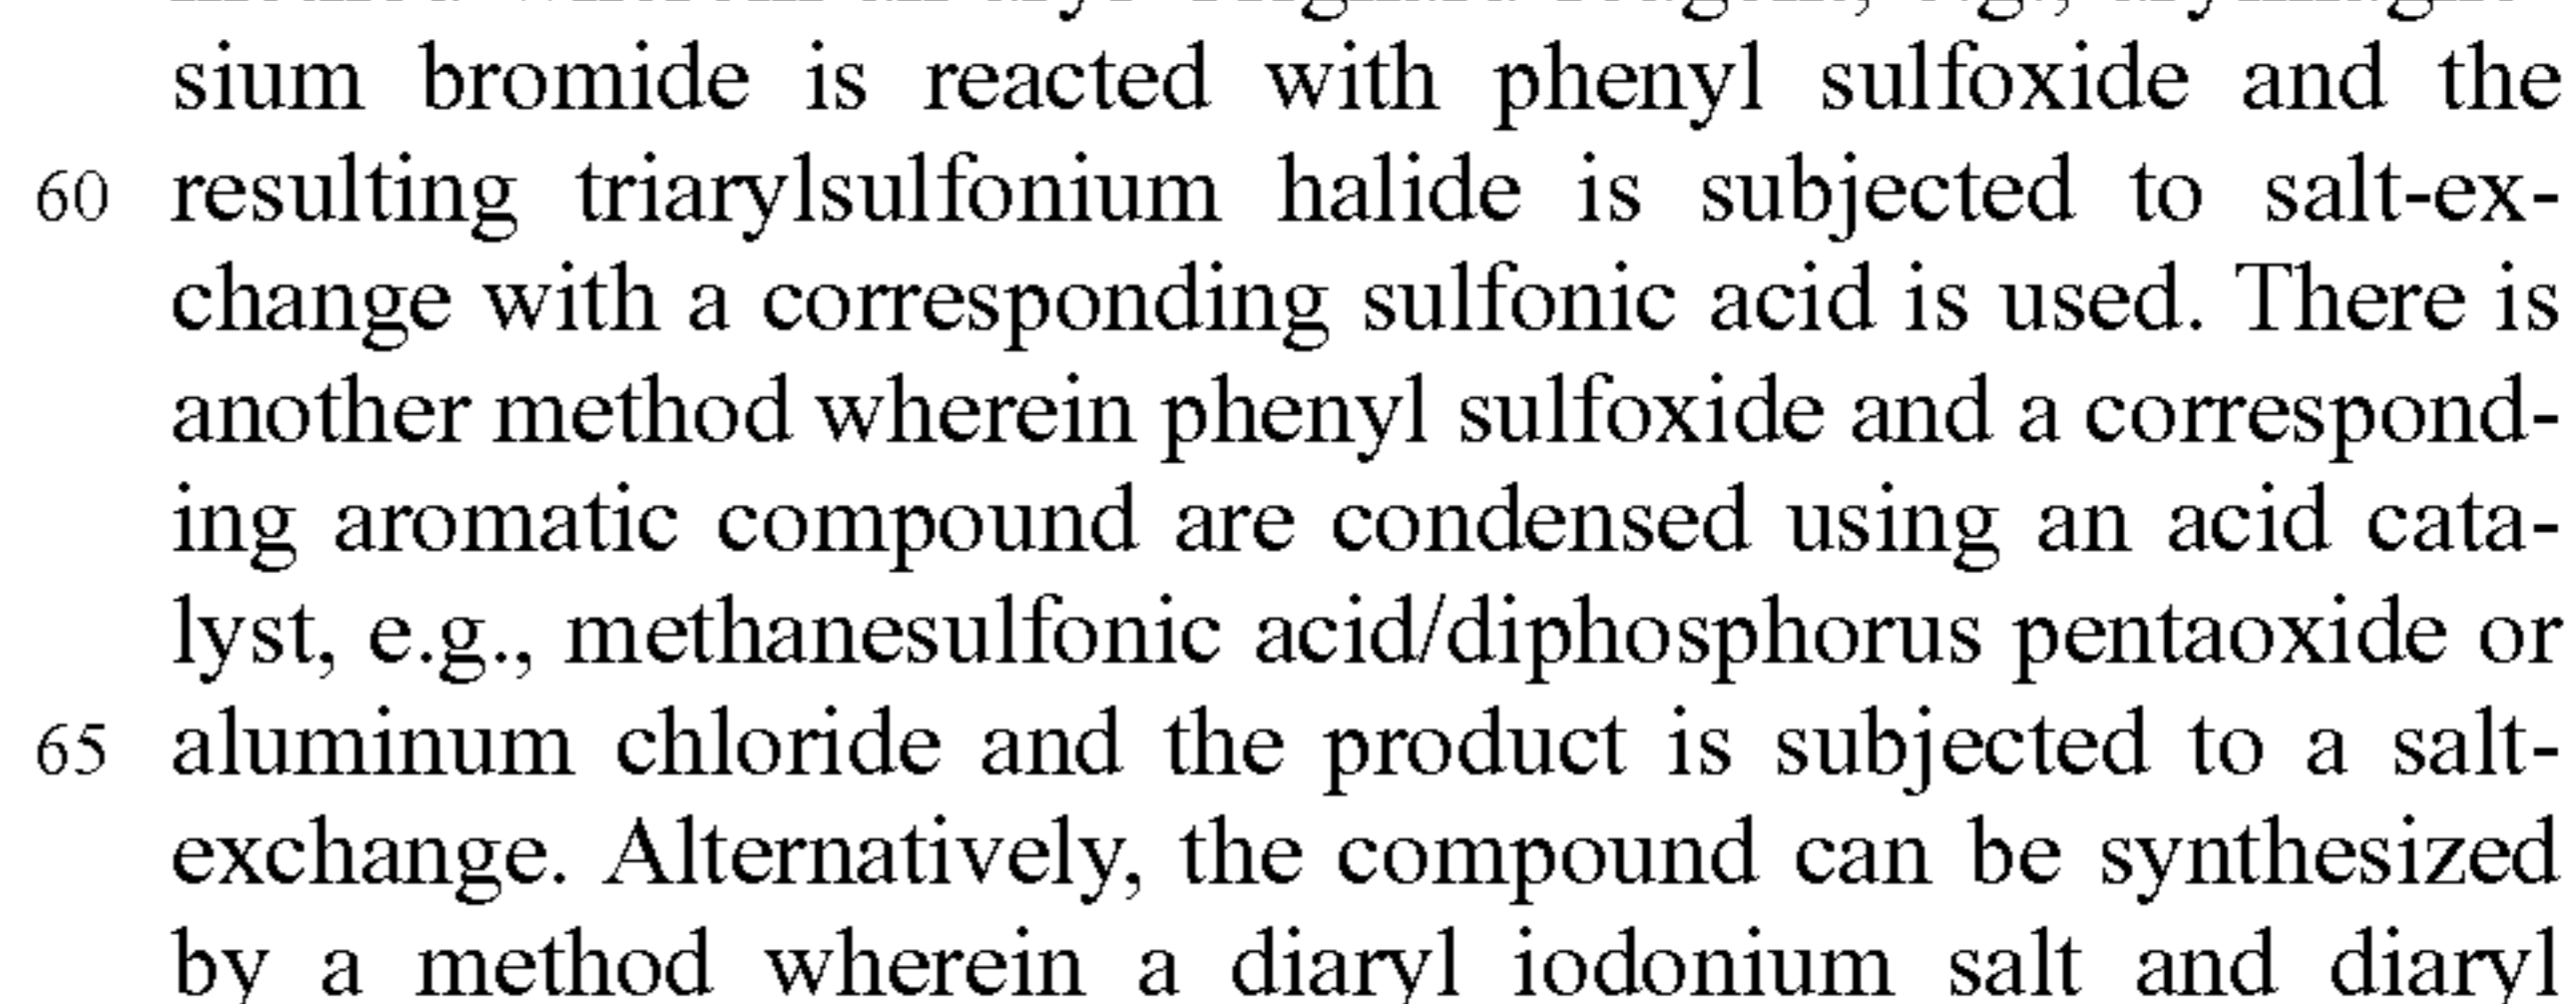 sium bromide is reacted with phenyl sulfoxide and the
60 resulting triarylsulfonium halide is subjected to salt-ex-
change with a corresponding sulfonic acid is used. There is
another method wherein phenyl sulfoxide and a correspond-
ing aromatic compound are condensed using an acid cata-
lyst, e.g., methanesulfonic acid/diphosphorus pentaoxide or
65 aluminum chloride and the product is subjected to a salt-
exchange. Alternatively, the compound can be synthesized
by a method wherein a diaryl iodonium salt and diaryl